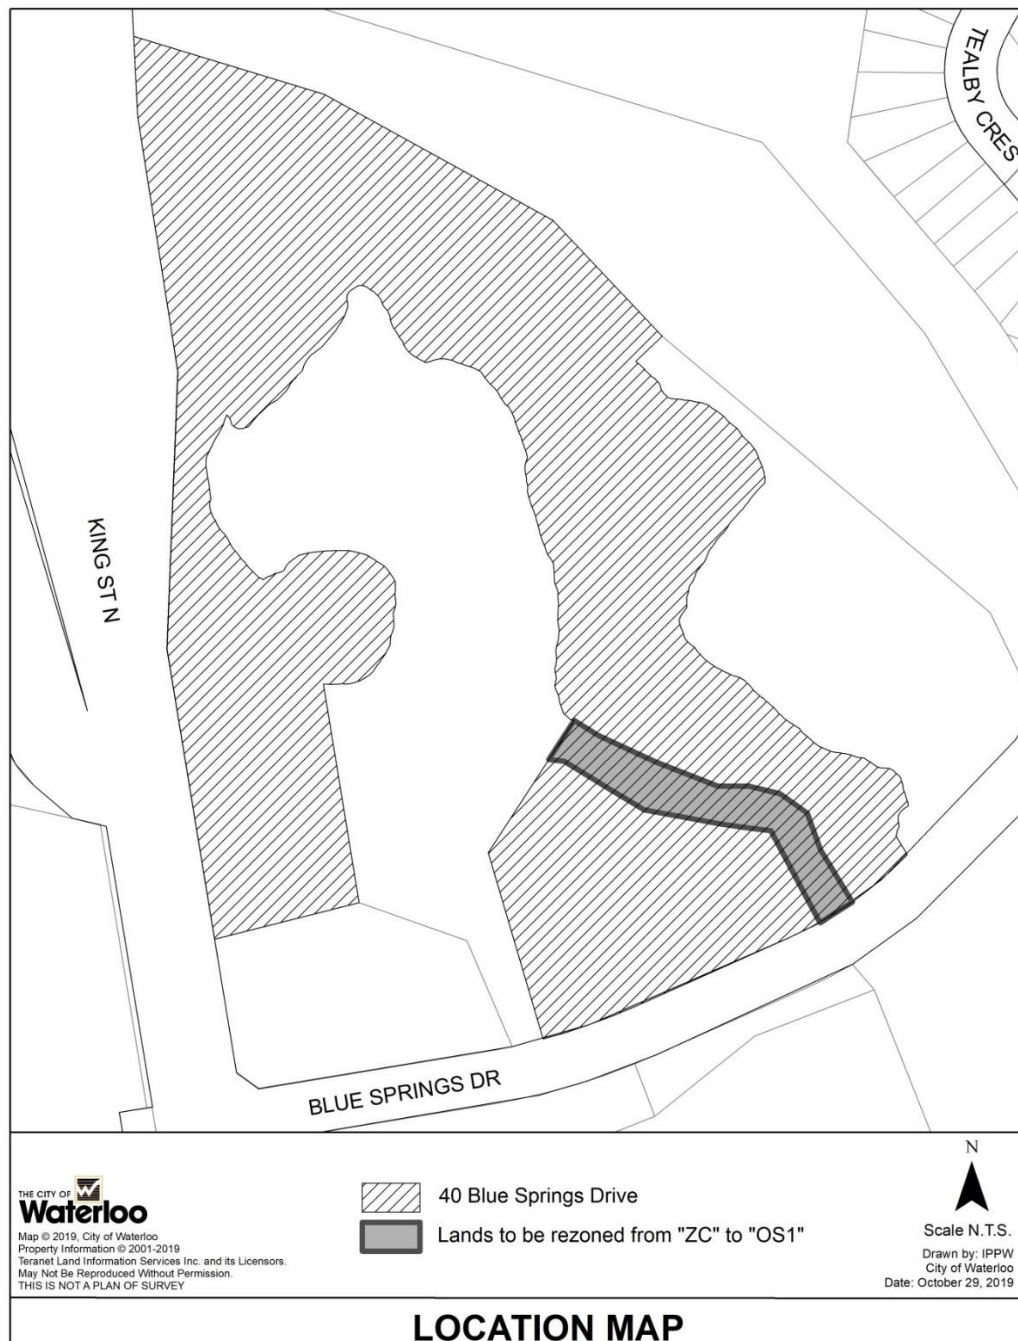 TEALBY CRES
KING ST N
BLUE SPRINGS DR
THE CITY OF
Waterloo
Map © 2019, City of Waterloo
Property Information © 2001-2019
Teranet Land Information Services Inc. and its Licensors.
May Not Be Reproduced Without Permission.
THIS IS NOT A PLAN OF SURVEY
40 Blue Springs Drive
Lands to be rezoned from "ZC" to "OS1"
N
Scale N.T.S.
Drawn by: IPPW
City of Waterloo
Date: October 29, 2019
LOCATION MAP